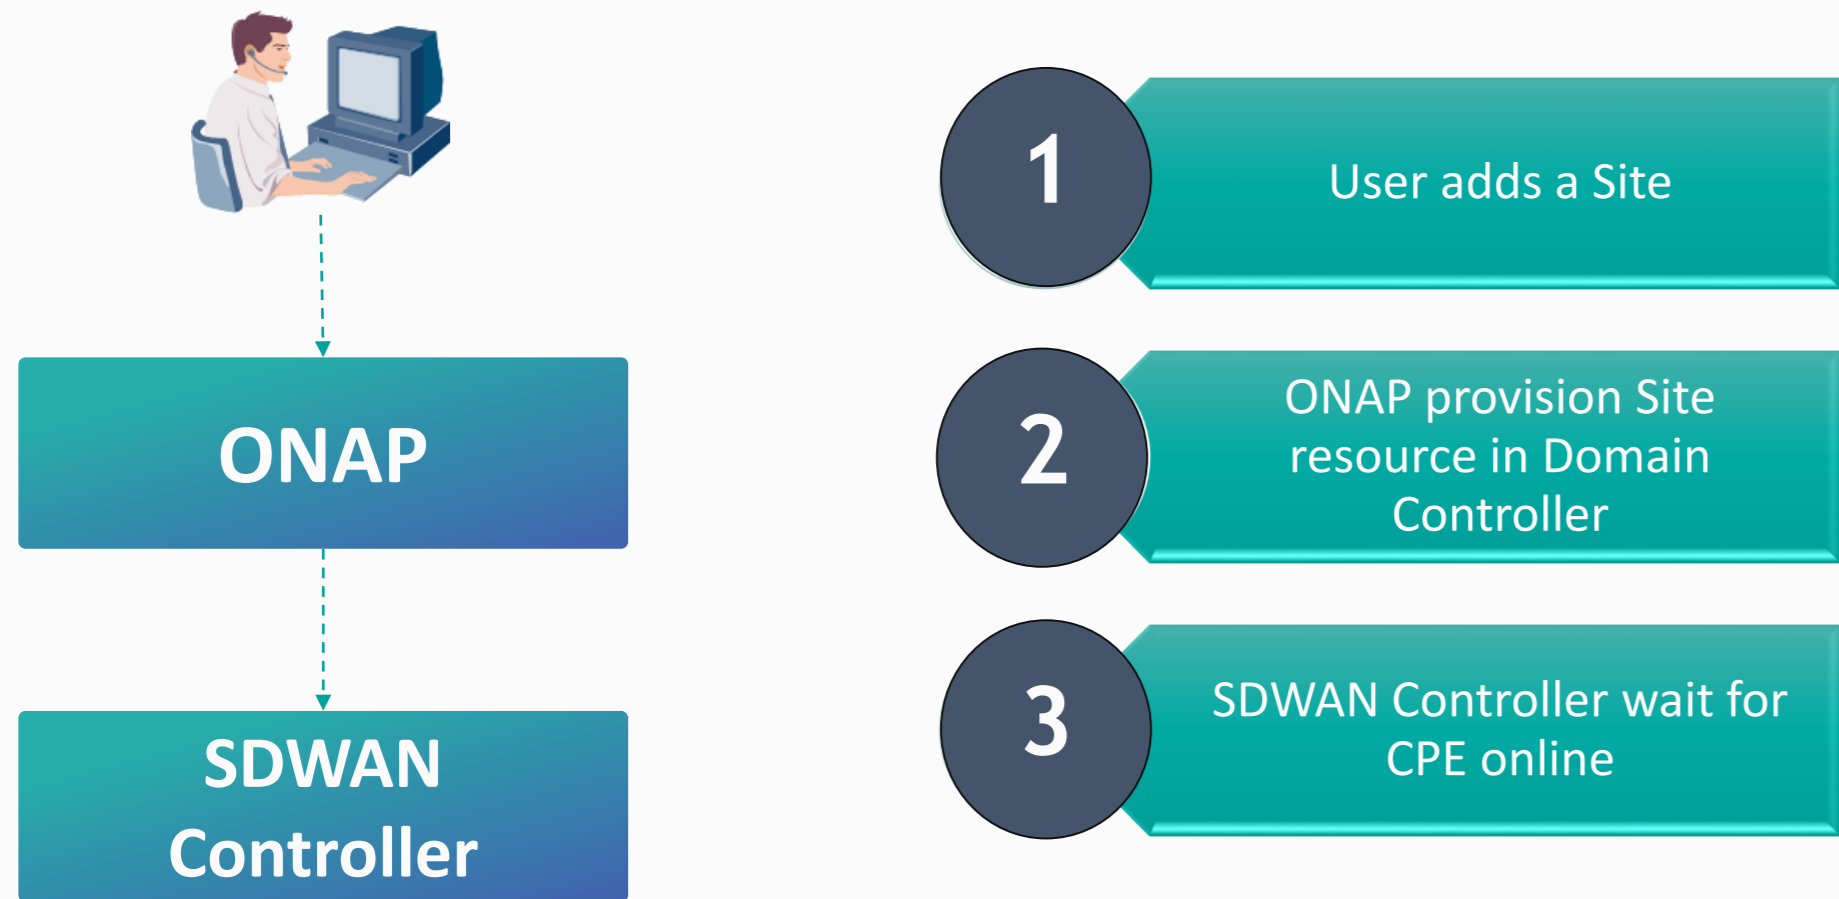 ONAP
SDWAN
Controller
1
User adds a Site
2
ONAP provision Site
resource in Domain
Controller
3
SDWAN Controller wait for
CPE online